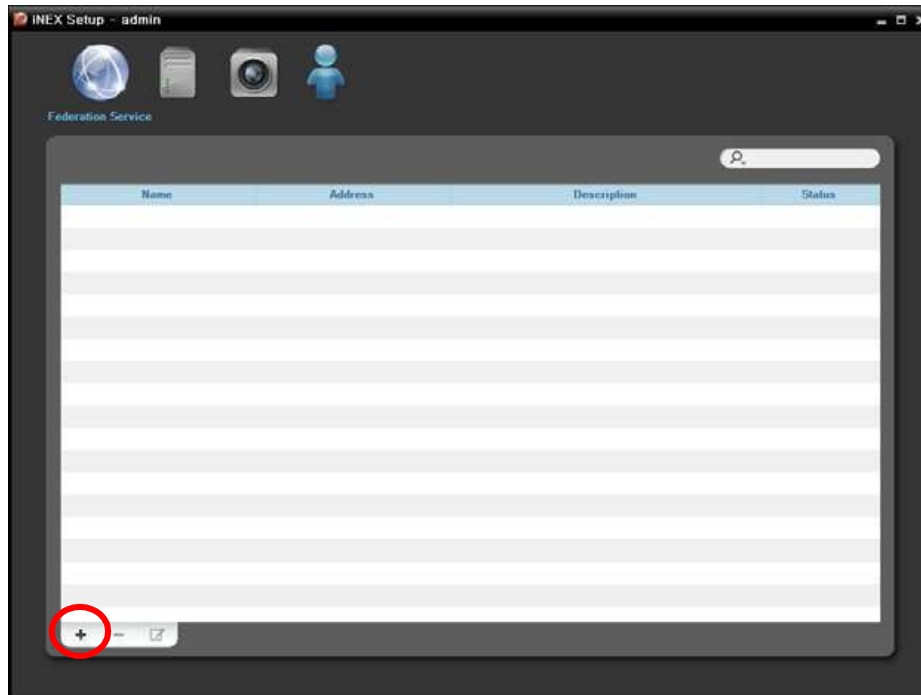 iNEX Setup - admin
Federation Service
Name Address Description Status